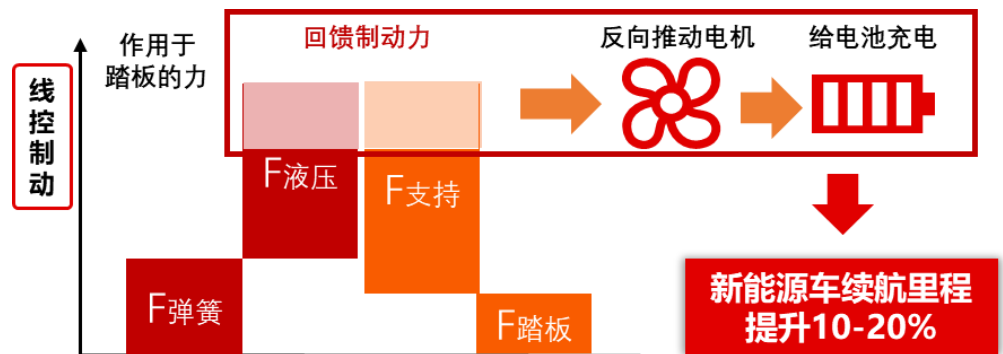 线控制动
作用于
踏板的力
回馈制动力
反向推动电机
给电池充电
F液压
F支持
F弹簧
F踏板
新能源车续航里程
提升10-20%